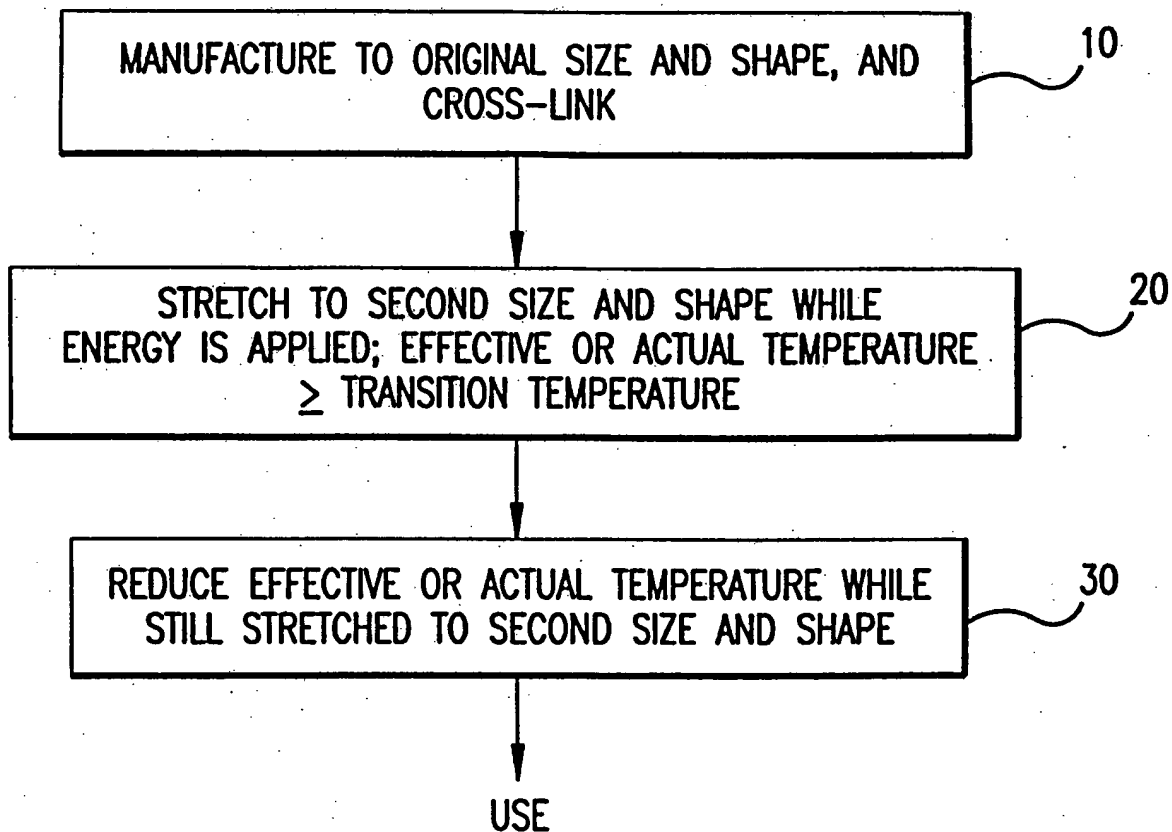 MANUFACTURE TO ORIGINAL SIZE AND SHAPE, AND
CROSS-LINK
10
STRETCH TO SECOND SIZE AND SHAPE WHILE
ENERGY IS APPLIED; EFFECTIVE OR ACTUAL TEMPERATURE
≥ TRANSITION TEMPERATURE
20
REDUCE EFFECTIVE OR ACTUAL TEMPERATURE WHILE
STILL STRETCHED TO SECOND SIZE AND SHAPE
30
USE